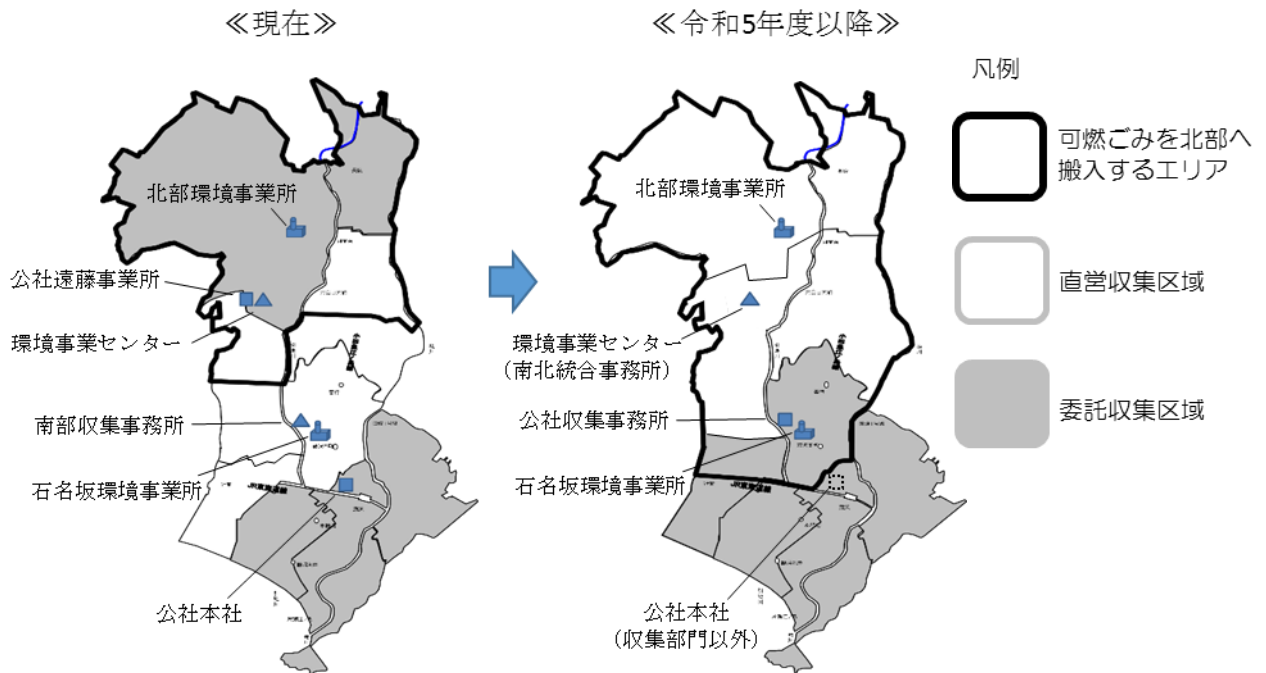 ≪現在≫
北部環境事業所
公社遠藤事業所
環境事業センター
南部収集事務所
石名坂環境事業所
公社本社
≪令和5年度以降≫
北部環境事業所
環境事業センター
(南北統合事務所)
公社収集事務所
石名坂環境事業所
公社本社
(収集部門以外)
凡例
可燃ごみを北部へ
搬入するエリア
直営収集区域
委託収集区域